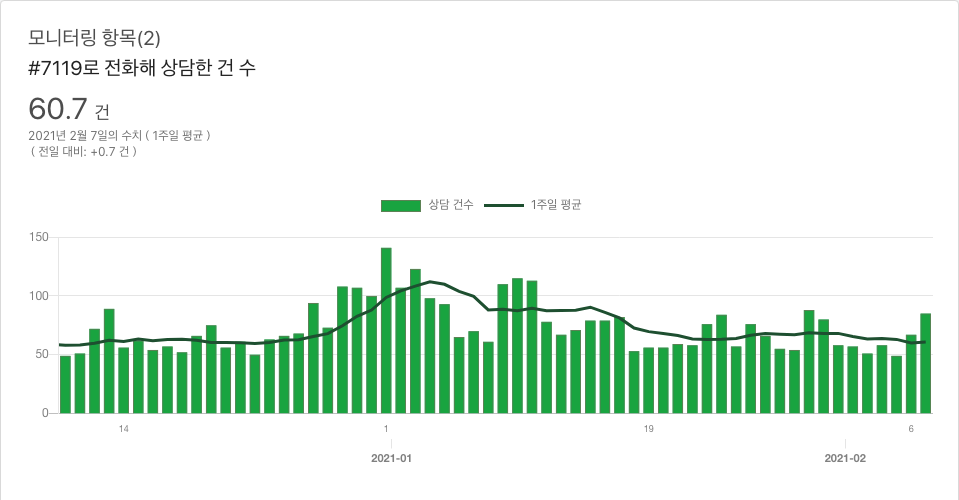 모니터링 항목(2)
#7119로 전화해 상담한 건 수
60.7 건
2021년 2월 7일의 수치 ( 1주일 평균 )
( 전일 대비: +0.7 건 )
상담 건수 1주일 평균
150
100
50
0
14 1 19 6
2021-01 2021-02